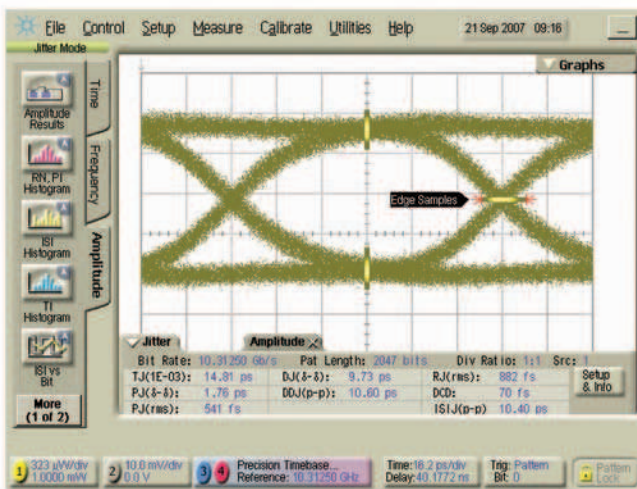 File Control Setup Measure Calibrate Utilities Help 21 Sep 2007 09:16
Jitter Mode
Graphs
Time
Frequency
Amplitude
Amplitude
Results
RN, PI
Histogram
ISI
Histogram
TI
Histogram
ISI vs
Bit
More
(1 of 2)
Edge Samples
Jitter Amplitude
Bit Rate: 10.31250 Gb/s Pat Length: 2047 bits Div Ratio: 1:1 Src: 1
TJ(1E-03): 14.81 ps DJ(δ-δ): 9.73 ps RJ(rms): 882 fs
PJ(δ-δ): 1.76 ps DDJ(p-p): 10.60 ps DCD: 70 fs
PJ(rms): 541 fs ISIJ(p-p) 10.40 ps
Setup
& Info
1 323 µW/div
1.0000 mW
2 10.0 mV/div
0.0 V
3 4 Precision Timebase...
Reference: 10.31250 GHz
Time:16.2 ps/div
Delay:40.1772 ns
Trig: Pattern
Bit: 0
Pattern
Lock